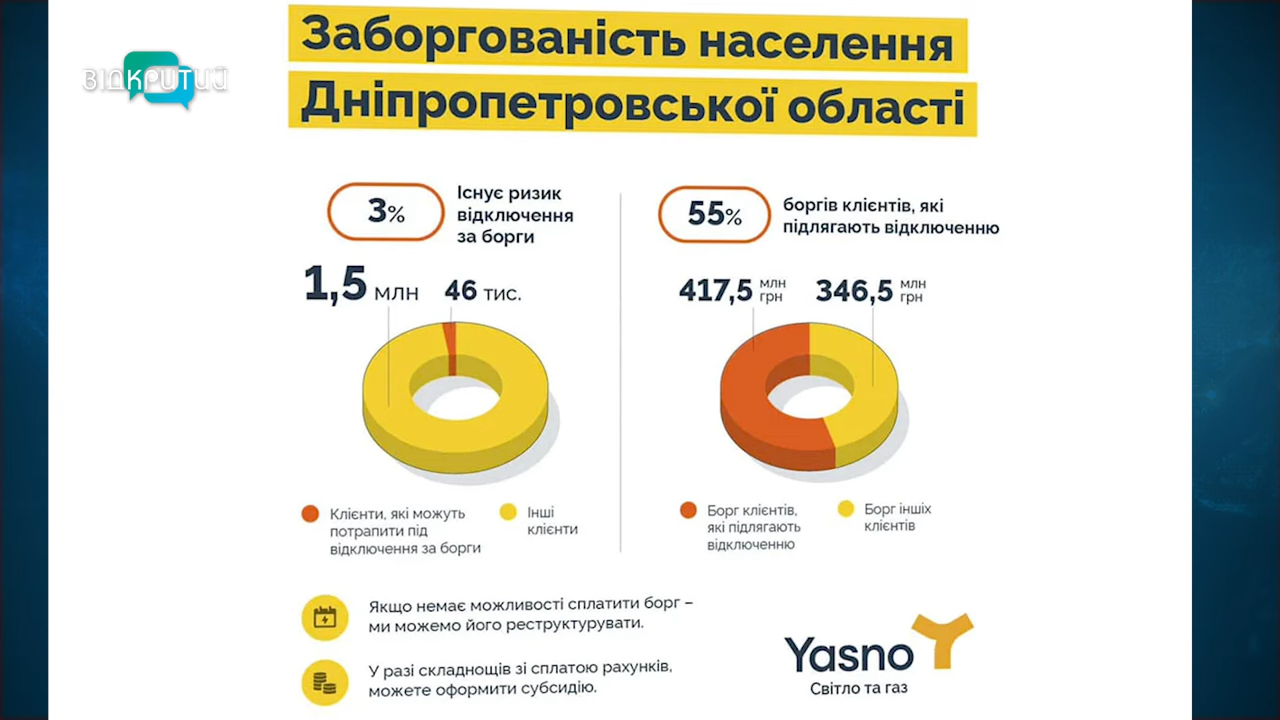 Заборгованість населення
Дніпропетровської області
ВІДКРИТИЙ
3%
Існує ризик
відключення
за борги
55%
боргів клієнтів, які
підлягають відключенню
1,5 млн
46 тис.
417,5 млн грн
346,5 млн грн
Клієнти, які можуть
потрапити під
відключення за борги
Інші
клієнти
Борг клієнтів,
які підлягають
відключенню
Борг інших
клієнтів
Якщо немає можливості сплатити борг –
ми можемо його реструктурувати.
У разі складнощів зі сплатою рахунків,
можете оформити субсидію.
Yasno
Світло та газ